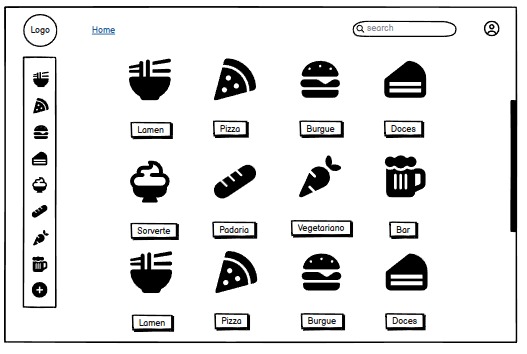 Logo
Home
search
Lamen
Pizza
Burgue
Doces
Sorverte
Padaria
Vegetariano
Bar
Lamen
Pizza
Burgue
Doces